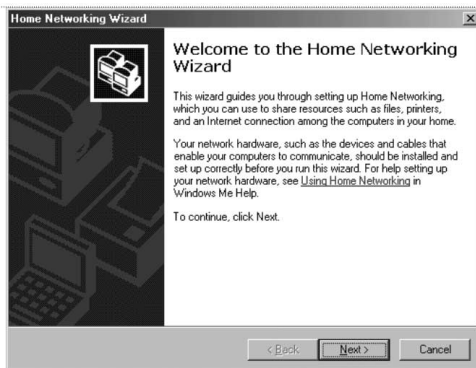 Home Networking Wizard
Welcome to the Home Networking
Wizard
This wizard guides you through setting up Home Networking,
which you can use to share resources such as files, printers,
and an Internet connection among the computers in your home.
Your network hardware, such as the devices and cables that
enable your computers to communicate, should be installed and
set up correctly before you run this wizard. For help setting up
your network hardware, see Using Home Networking in
Windows Me Help.
To continue, click Next.
< Back
Next >
Cancel